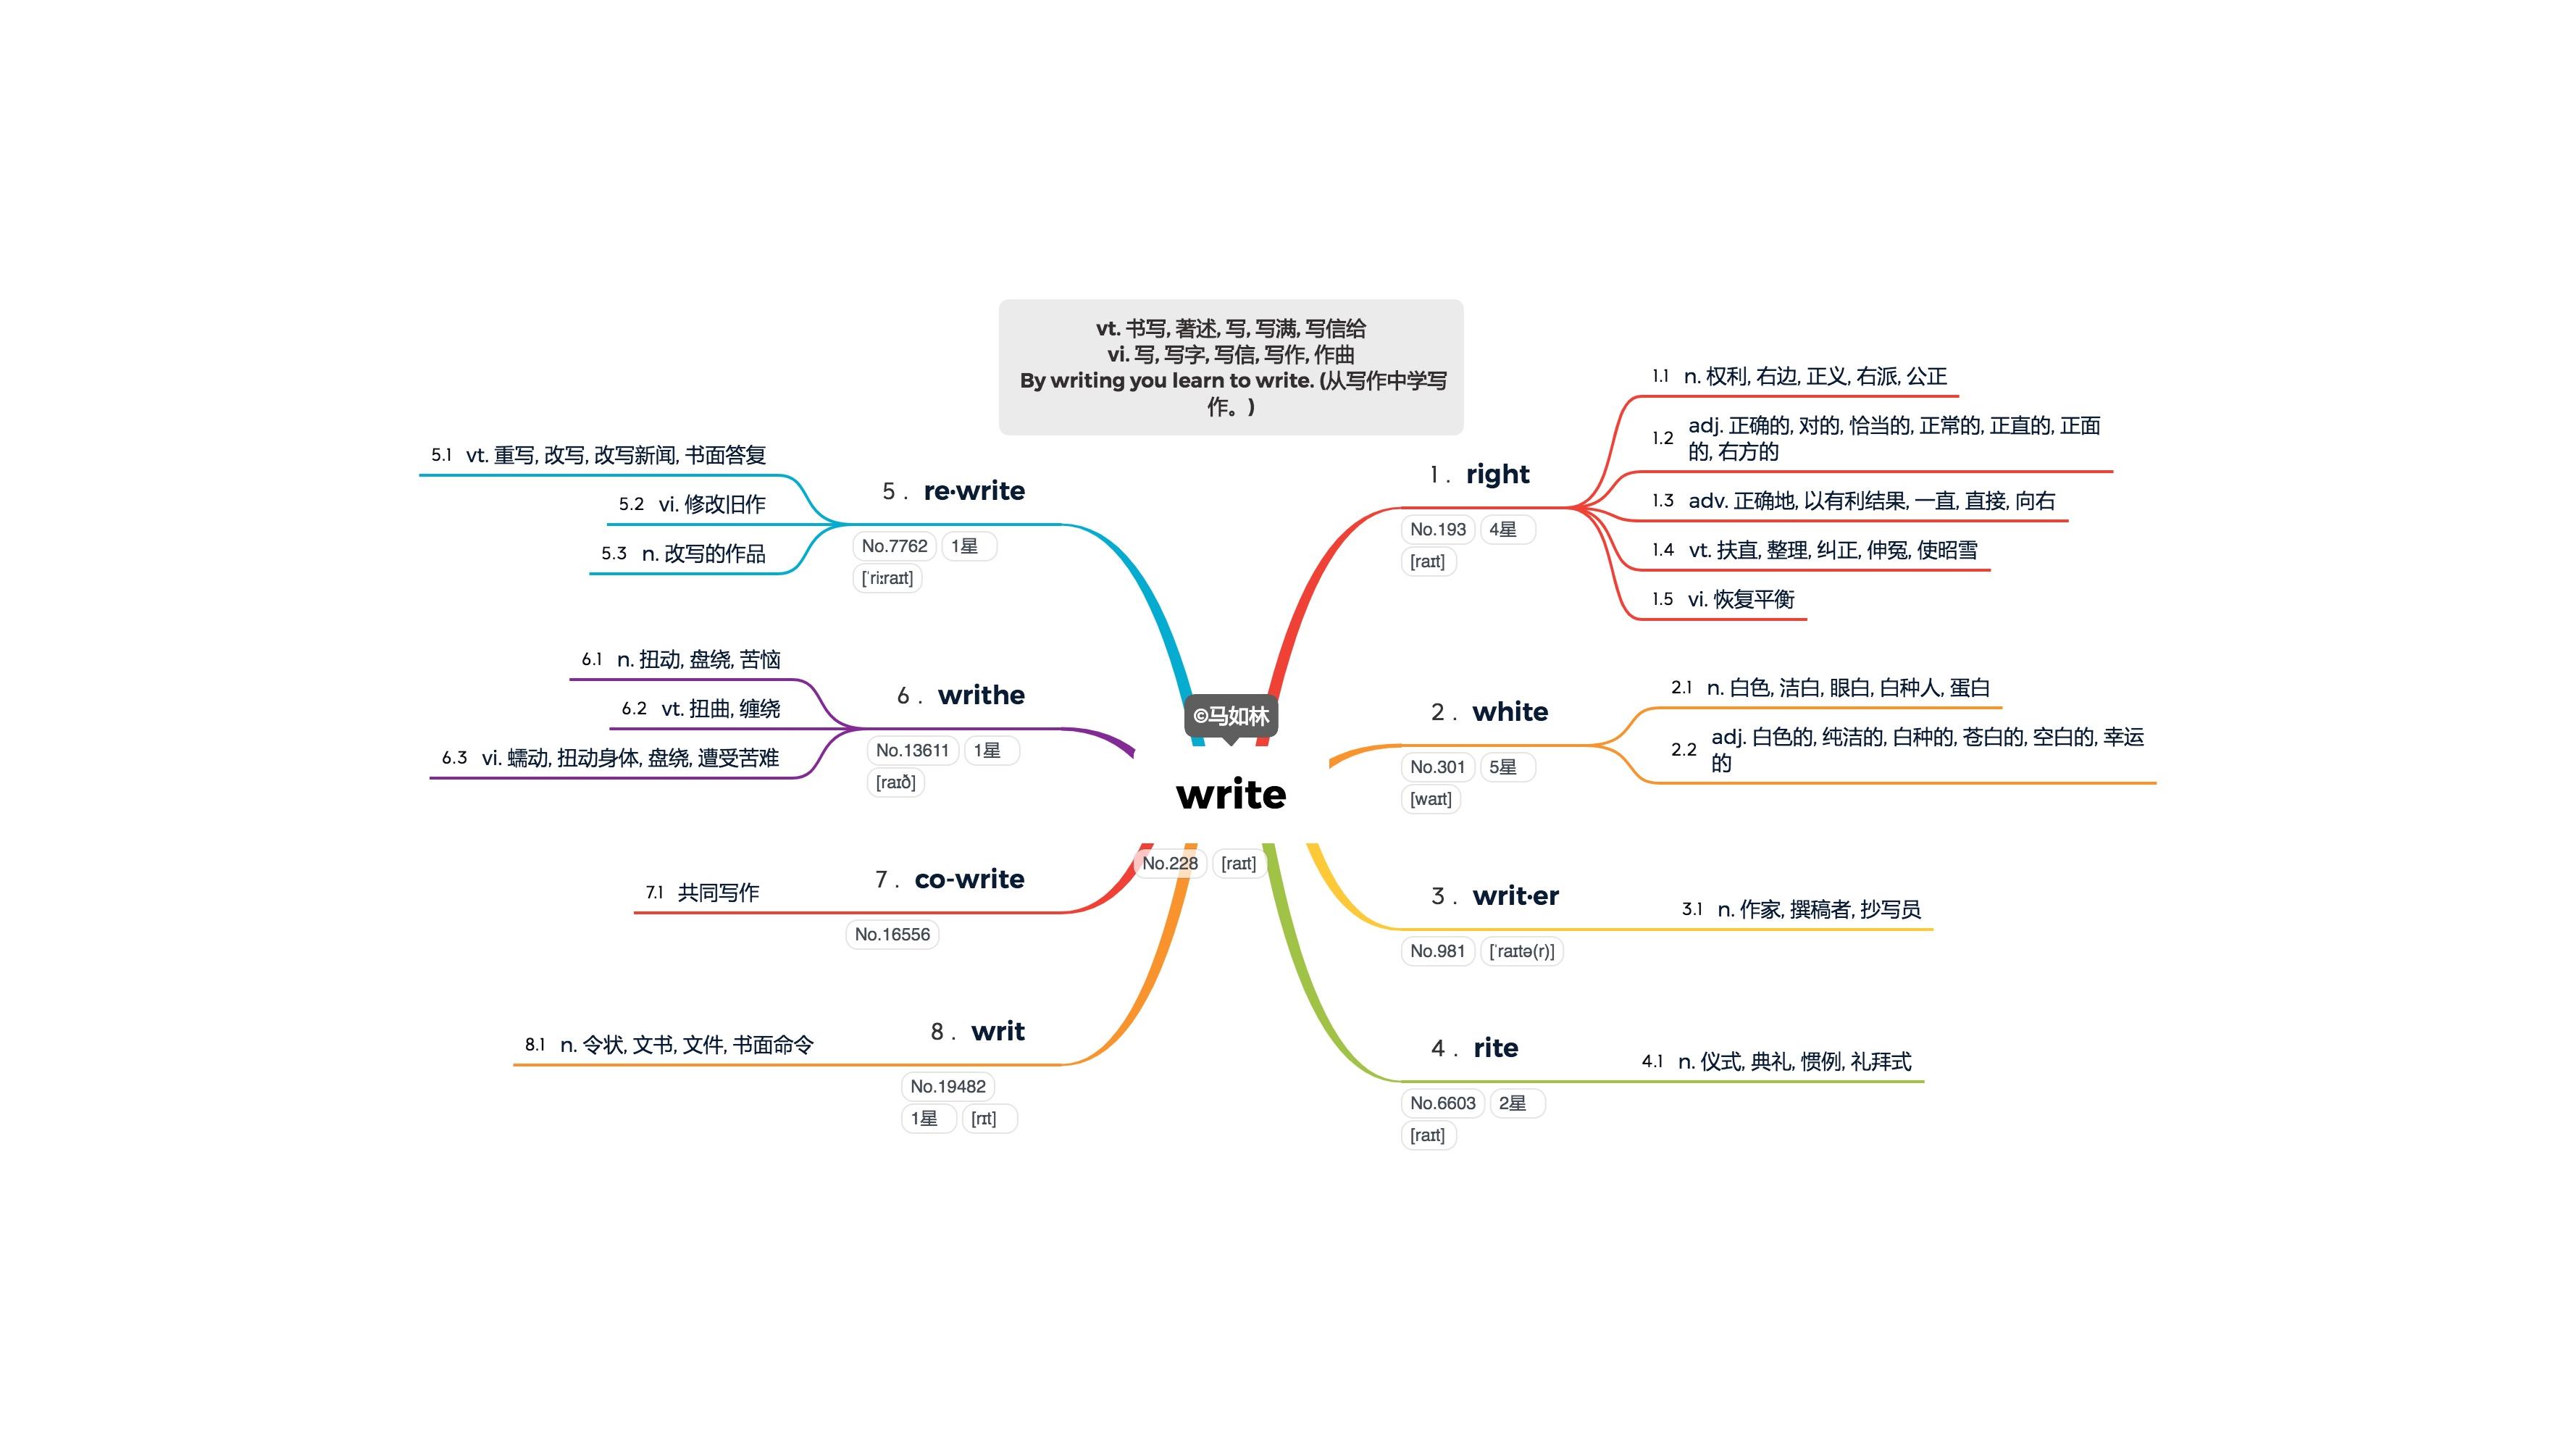 vt. 书写, 著述, 写, 写满, 写信给
vi. 写, 写字, 写信, 写作, 作曲
By writing you learn to write. (从写作中学写
作。)
©马如林
write
No.228 [raɪt]
1. right
No.193 4星
[raɪt]
1.1 n. 权利, 右边, 正义, 右派, 公正
1.2 adj. 正确的, 对的, 恰当的, 正常的, 正直的, 正面
的, 右方的
1.3 adv. 正确地, 以有利结果, 一直, 直接, 向右
1.4 vt. 扶直, 整理, 纠正, 伸冤, 使昭雪
1.5 vi. 恢复平衡
2. white
No.301 5星
[waɪt]
2.1 n. 白色, 洁白, 眼白, 白种人, 蛋白
2.2 adj. 白色的, 纯洁的, 白种的, 苍白的, 空白的, 幸运
的
3. writ·er
No.981 [ˈraɪtə(r)]
3.1 n. 作家, 撰稿者, 抄写员
4. rite
No.6603 2星
[raɪt]
4.1 n. 仪式, 典礼, 惯例, 礼拜式
5. re·write
No.7762 1星
[ˈriːraɪt]
5.1 vt. 重写, 改写, 改写新闻, 书面答复
5.2 vi. 修改旧作
5.3 n. 改写的作品
6. writhe
No.13611 1星
[raɪð]
6.1 n. 扭动, 盘绕, 苦恼
6.2 vt. 扭曲, 缠绕
6.3 vi. 蠕动, 扭动身体, 盘绕, 遭受苦难
7. co-write
No.16556
7.1 共同写作
8. writ
No.19482
1星 [rɪt]
8.1 n. 令状, 文书, 文件, 书面命令